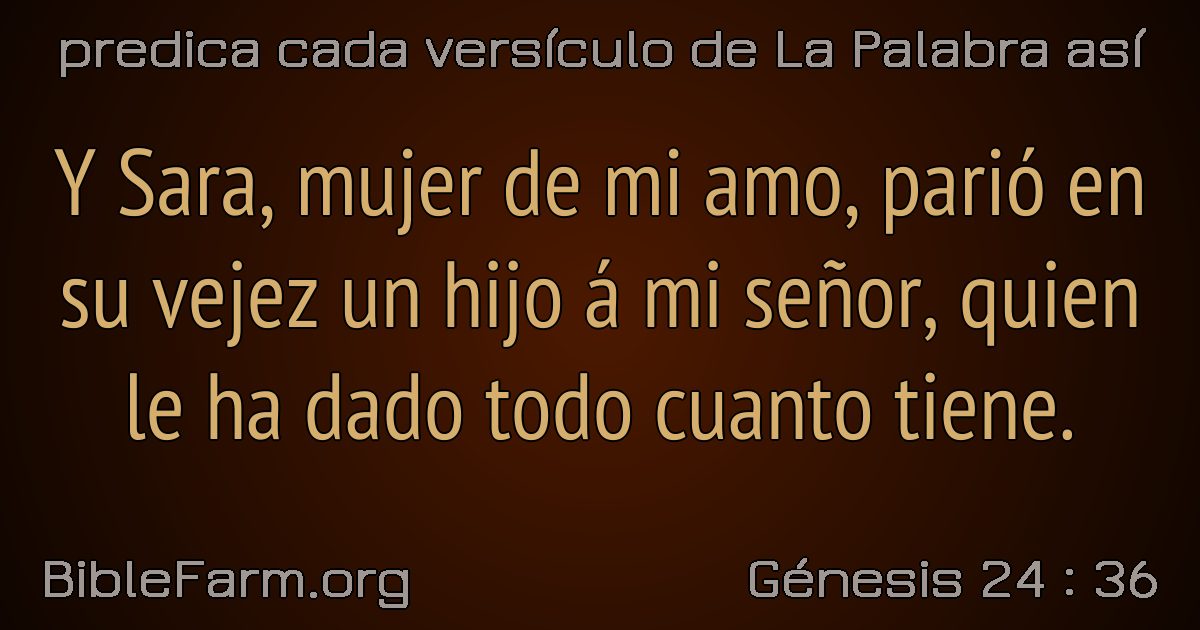 predica cada versículo de La Palabra así
Y Sara, mujer de mi amo, parió en
su vejez un hijo á mi señor, quien
le ha dado todo cuanto tiene.
BibleFarm.org
Génesis 24 : 36